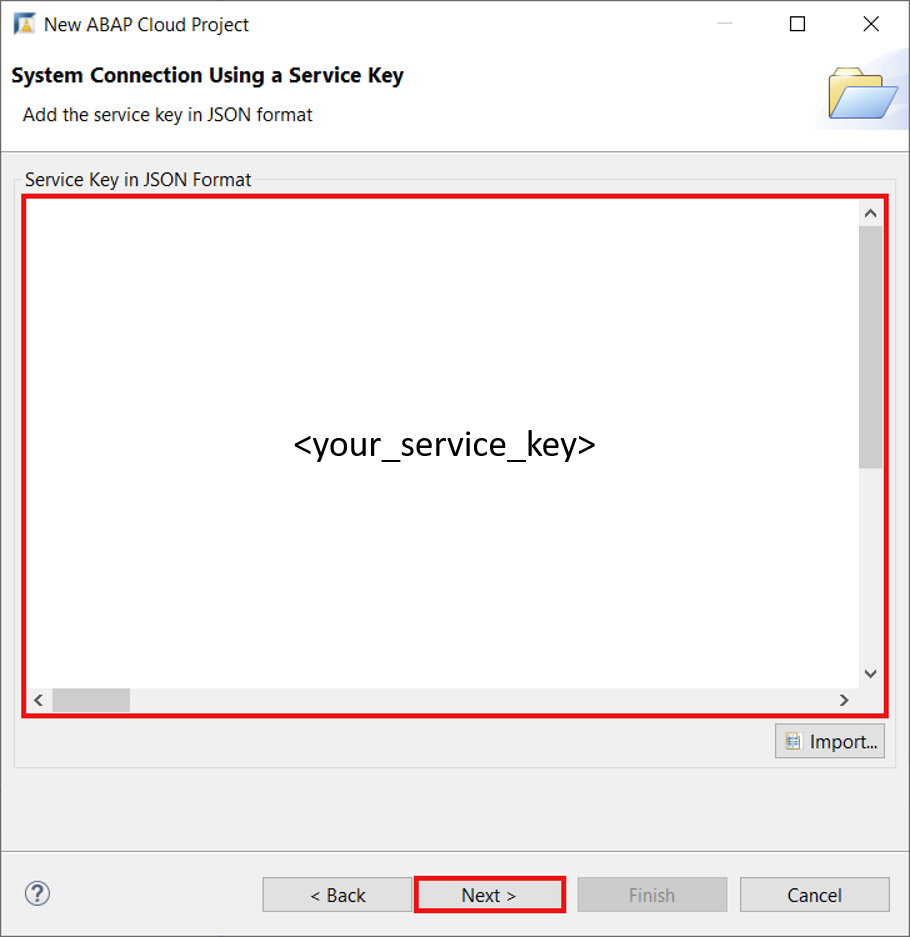 New ABAP Cloud Project
System Connection Using a Service Key
Add the service key in JSON format
Service Key in JSON Format
<your_service_key>
Import...
?
< Back
Next >
Finish
Cancel